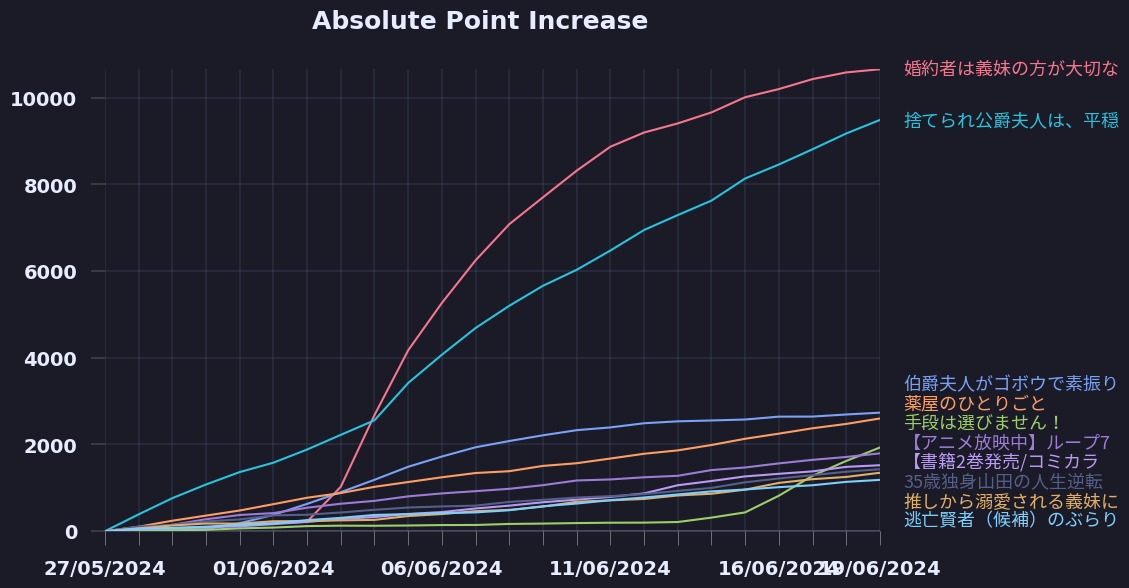 Absolute Point Increase
10000
8000
6000
4000
2000
0
27/05/2024
01/06/2024
06/06/2024
11/06/2024
16/06/2024
19/06/2024
婚約者は義妹の方が大切な
捨てられ公爵夫人は、平穏
伯爵夫人がゴボウで素振り
薬屋のひとりごと
手段は選びません！
【アニメ放映中】ループ7
【書籍2巻発売/コミカラ
35歳独身山田の人生逆転
推しから溺愛される義妹に
逃亡賢者（候補）のぶらり